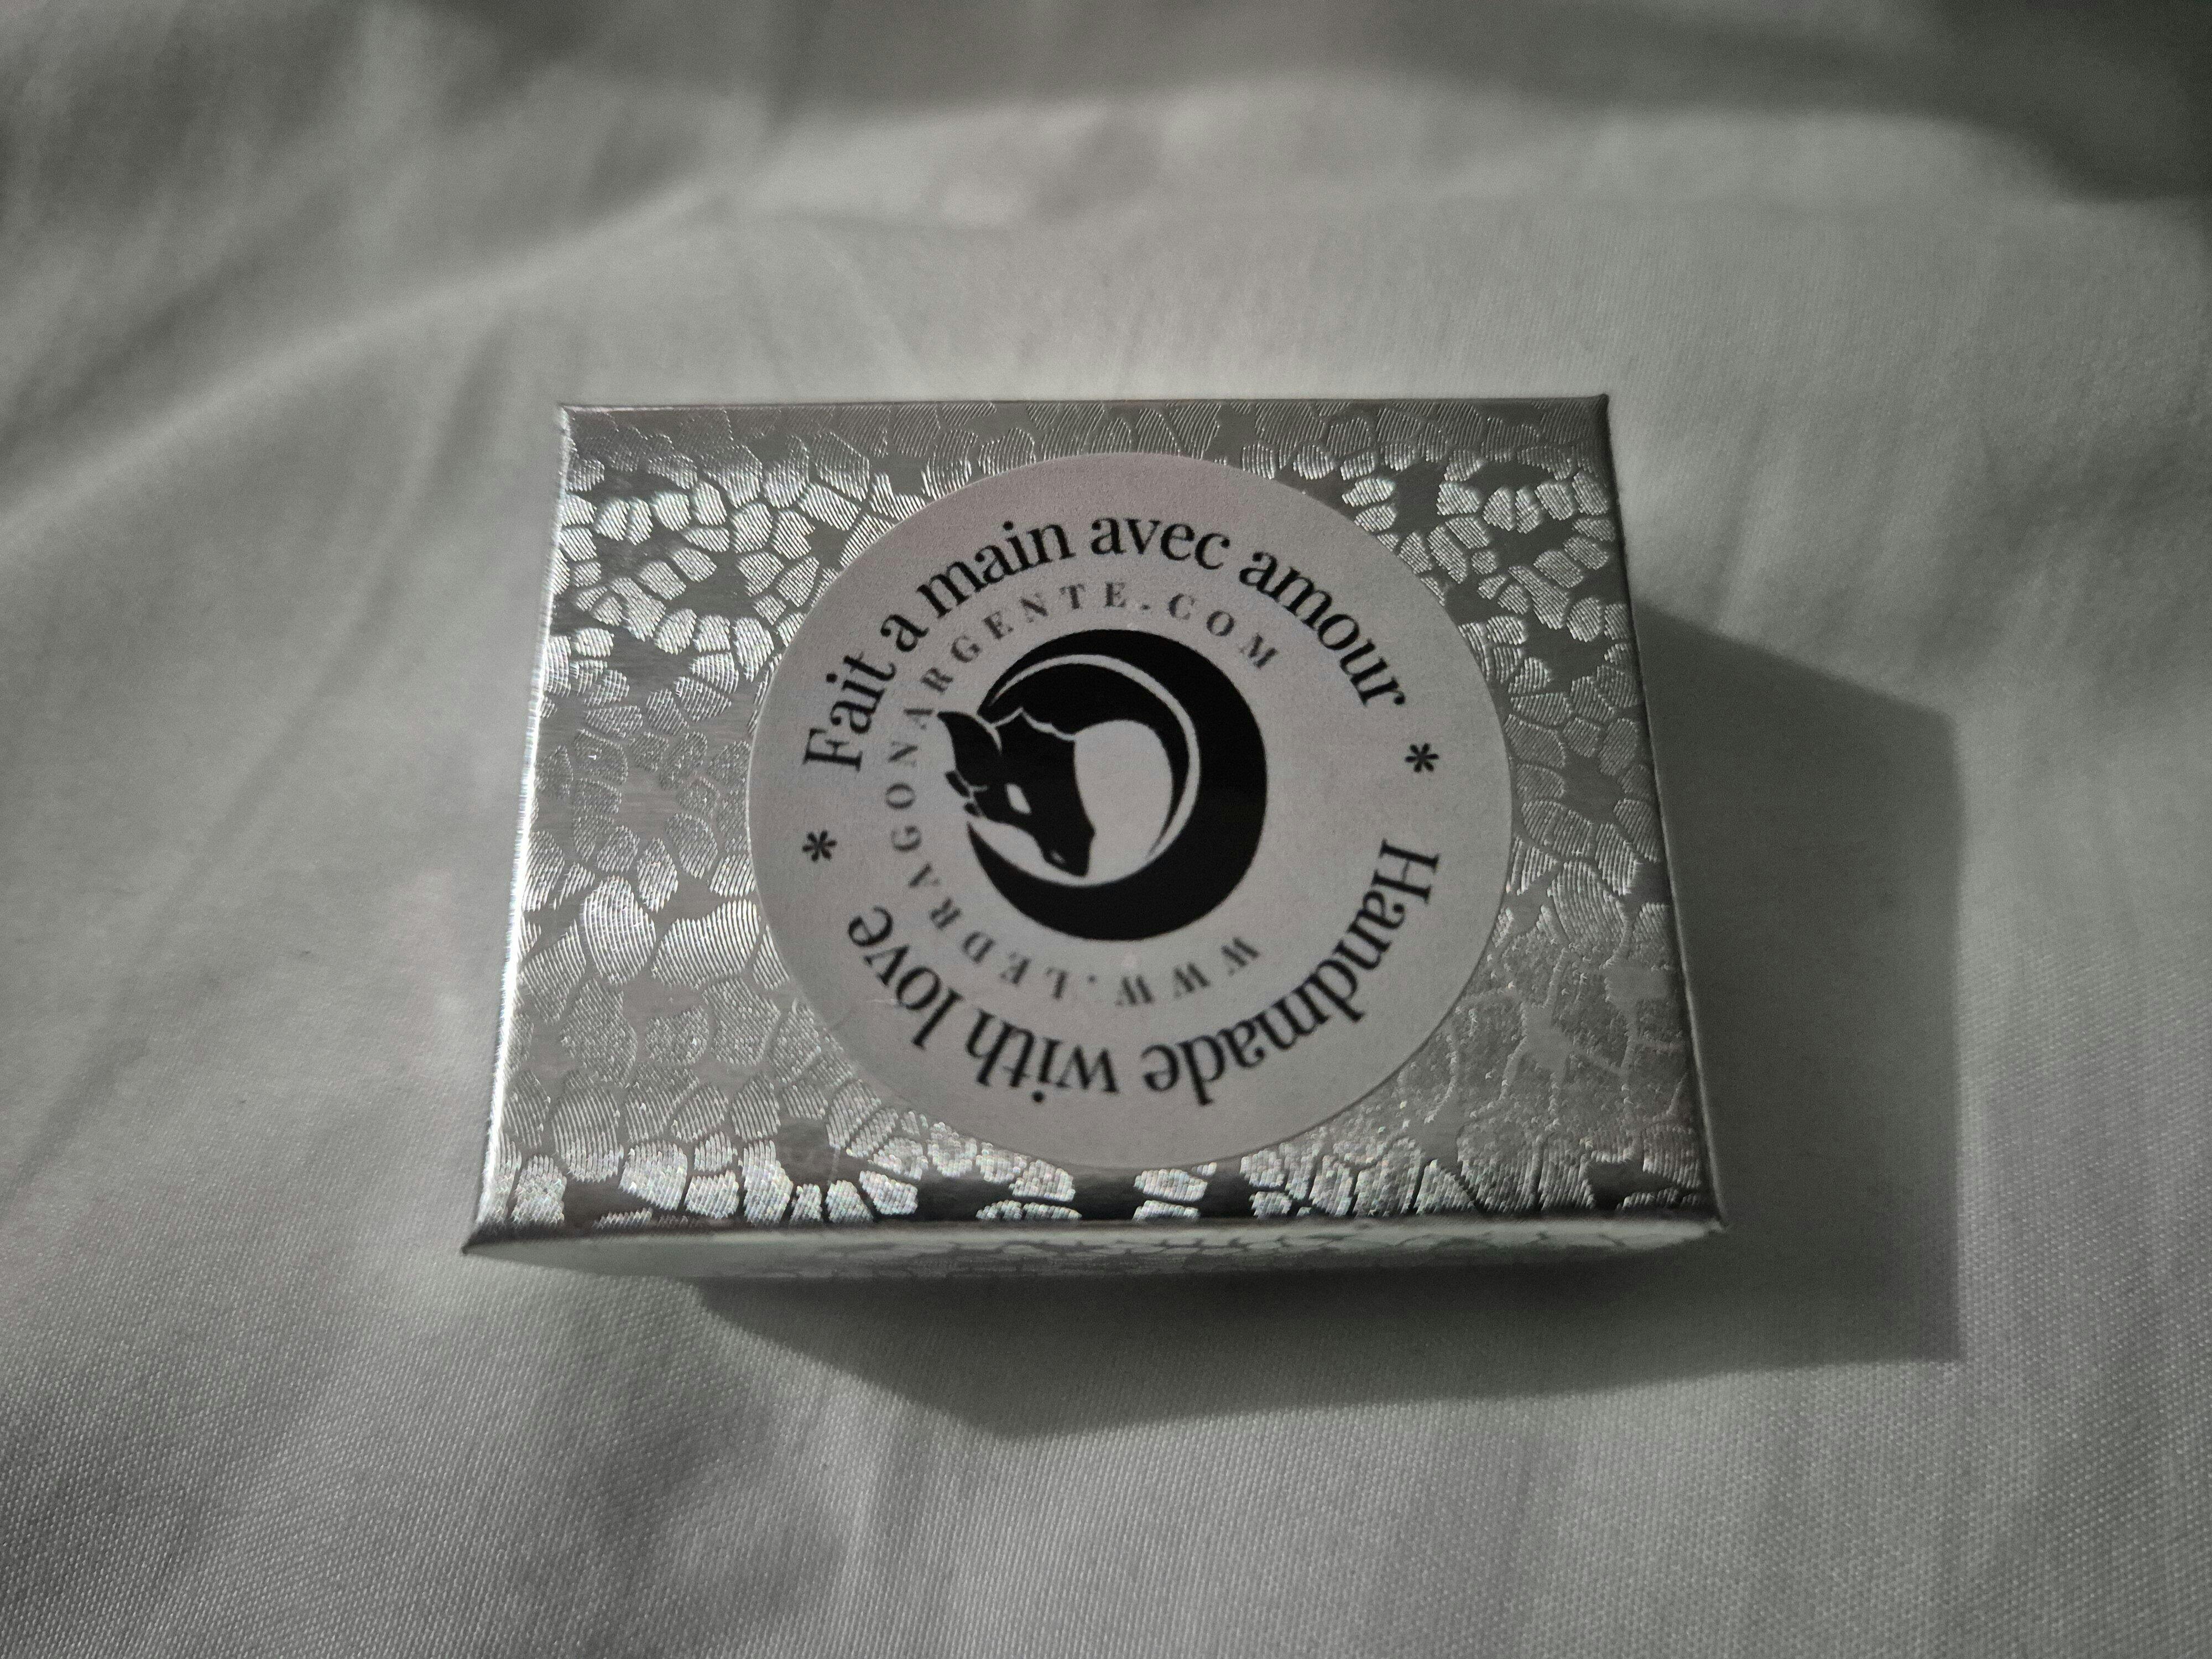 Fait a main avec amour
* Handmade with love *
WWW.LEDRAGONARGENTE.COM